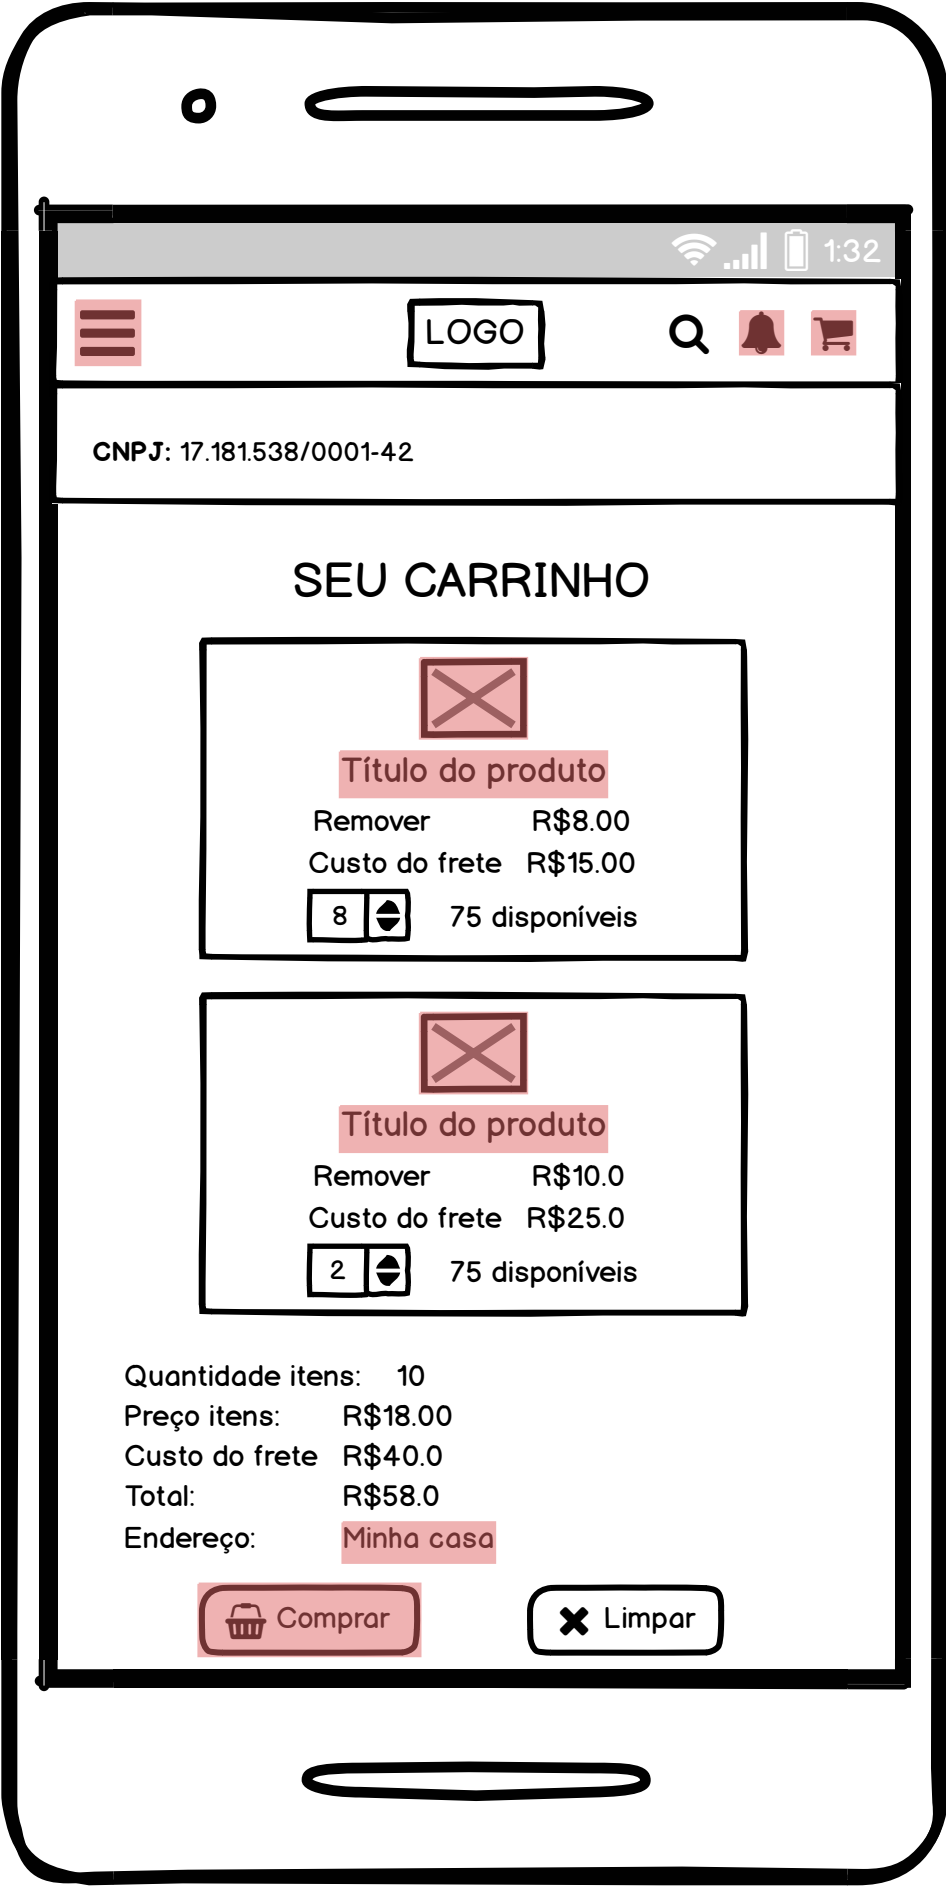 1:32
LOGO
CNPJ: 17.181.538/0001-42
SEU CARRINHO
Título do produto
Remover R$8.00
Custo do frete R$15.00
8 75 disponíveis
Título do produto
Remover R$10.0
Custo do frete R$25.0
2 75 disponíveis
Quantidade itens: 10
Preço itens: R$18.00
Custo do frete R$40.0
Total: R$58.0
Endereço: Minha casa
Comprar Limpar